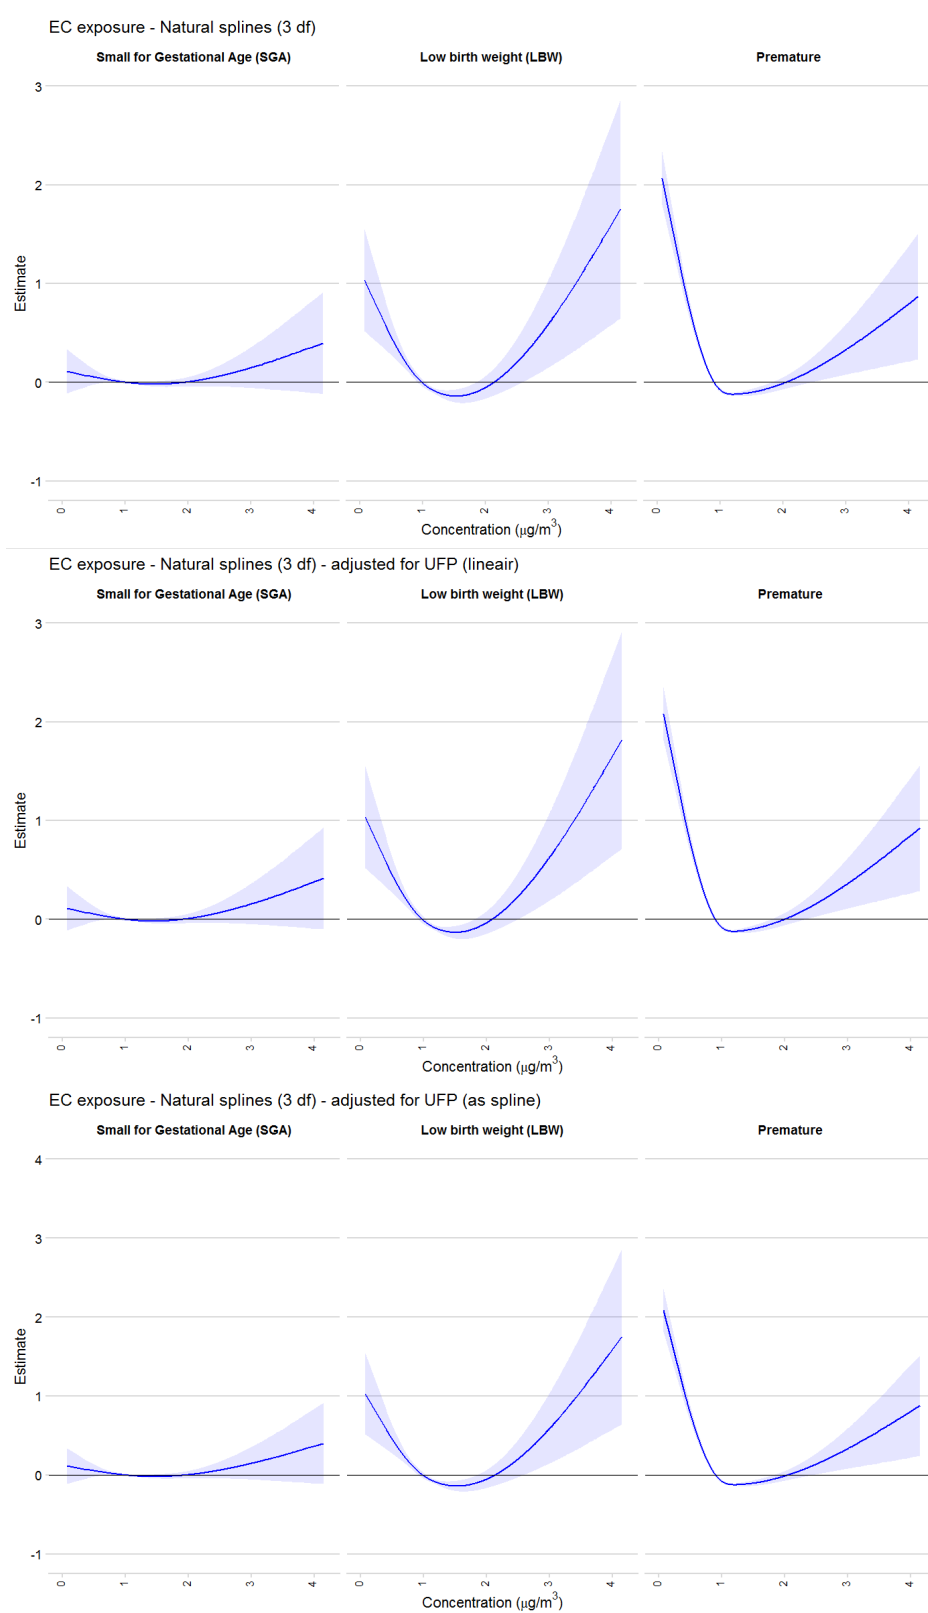 EC exposure - Natural splines (3 df)
Small for Gestational Age (SGA) Low birth weight (LBW) Premature
3
2
1
0
-1
Estimate
0 1 2 3 4 0 1 2 3 4 0 1 2 3 4
Concentration (μg/m³)
EC exposure - Natural splines (3 df) - adjusted for UFP (lineair)
Small for Gestational Age (SGA) Low birth weight (LBW) Premature
3
2
1
0
-1
Estimate
0 1 2 3 4 0 1 2 3 4 0 1 2 3 4
Concentration (μg/m³)
EC exposure - Natural splines (3 df) - adjusted for UFP (as spline)
Small for Gestational Age (SGA) Low birth weight (LBW) Premature
4
3
2
1
0
-1
Estimate
0 1 2 3 4 0 1 2 3 4 0 1 2 3 4
Concentration (μg/m³)